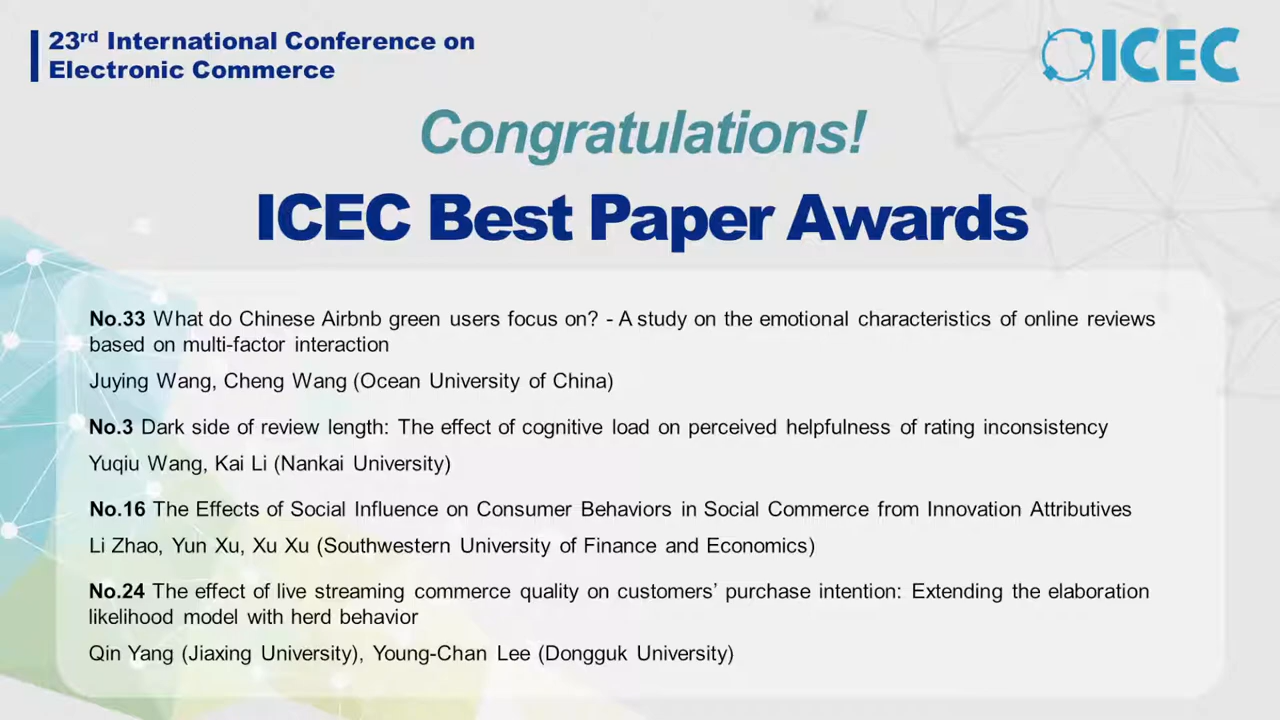 23rd International Conference on
Electronic Commerce
ICEC
Congratulations!
ICEC Best Paper Awards
No.33 What do Chinese Airbnb green users focus on? - A study on the emotional characteristics of online reviews
based on multi-factor interaction
Juying Wang, Cheng Wang (Ocean University of China)
No.3 Dark side of review length: The effect of cognitive load on perceived helpfulness of rating inconsistency
Yuqiu Wang, Kai Li (Nankai University)
No.16 The Effects of Social Influence on Consumer Behaviors in Social Commerce from Innovation Attributives
Li Zhao, Yun Xu, Xu Xu (Southwestern University of Finance and Economics)
No.24 The effect of live streaming commerce quality on customers’ purchase intention: Extending the elaboration
likelihood model with herd behavior
Qin Yang (Jiaxing University), Young-Chan Lee (Dongguk University)